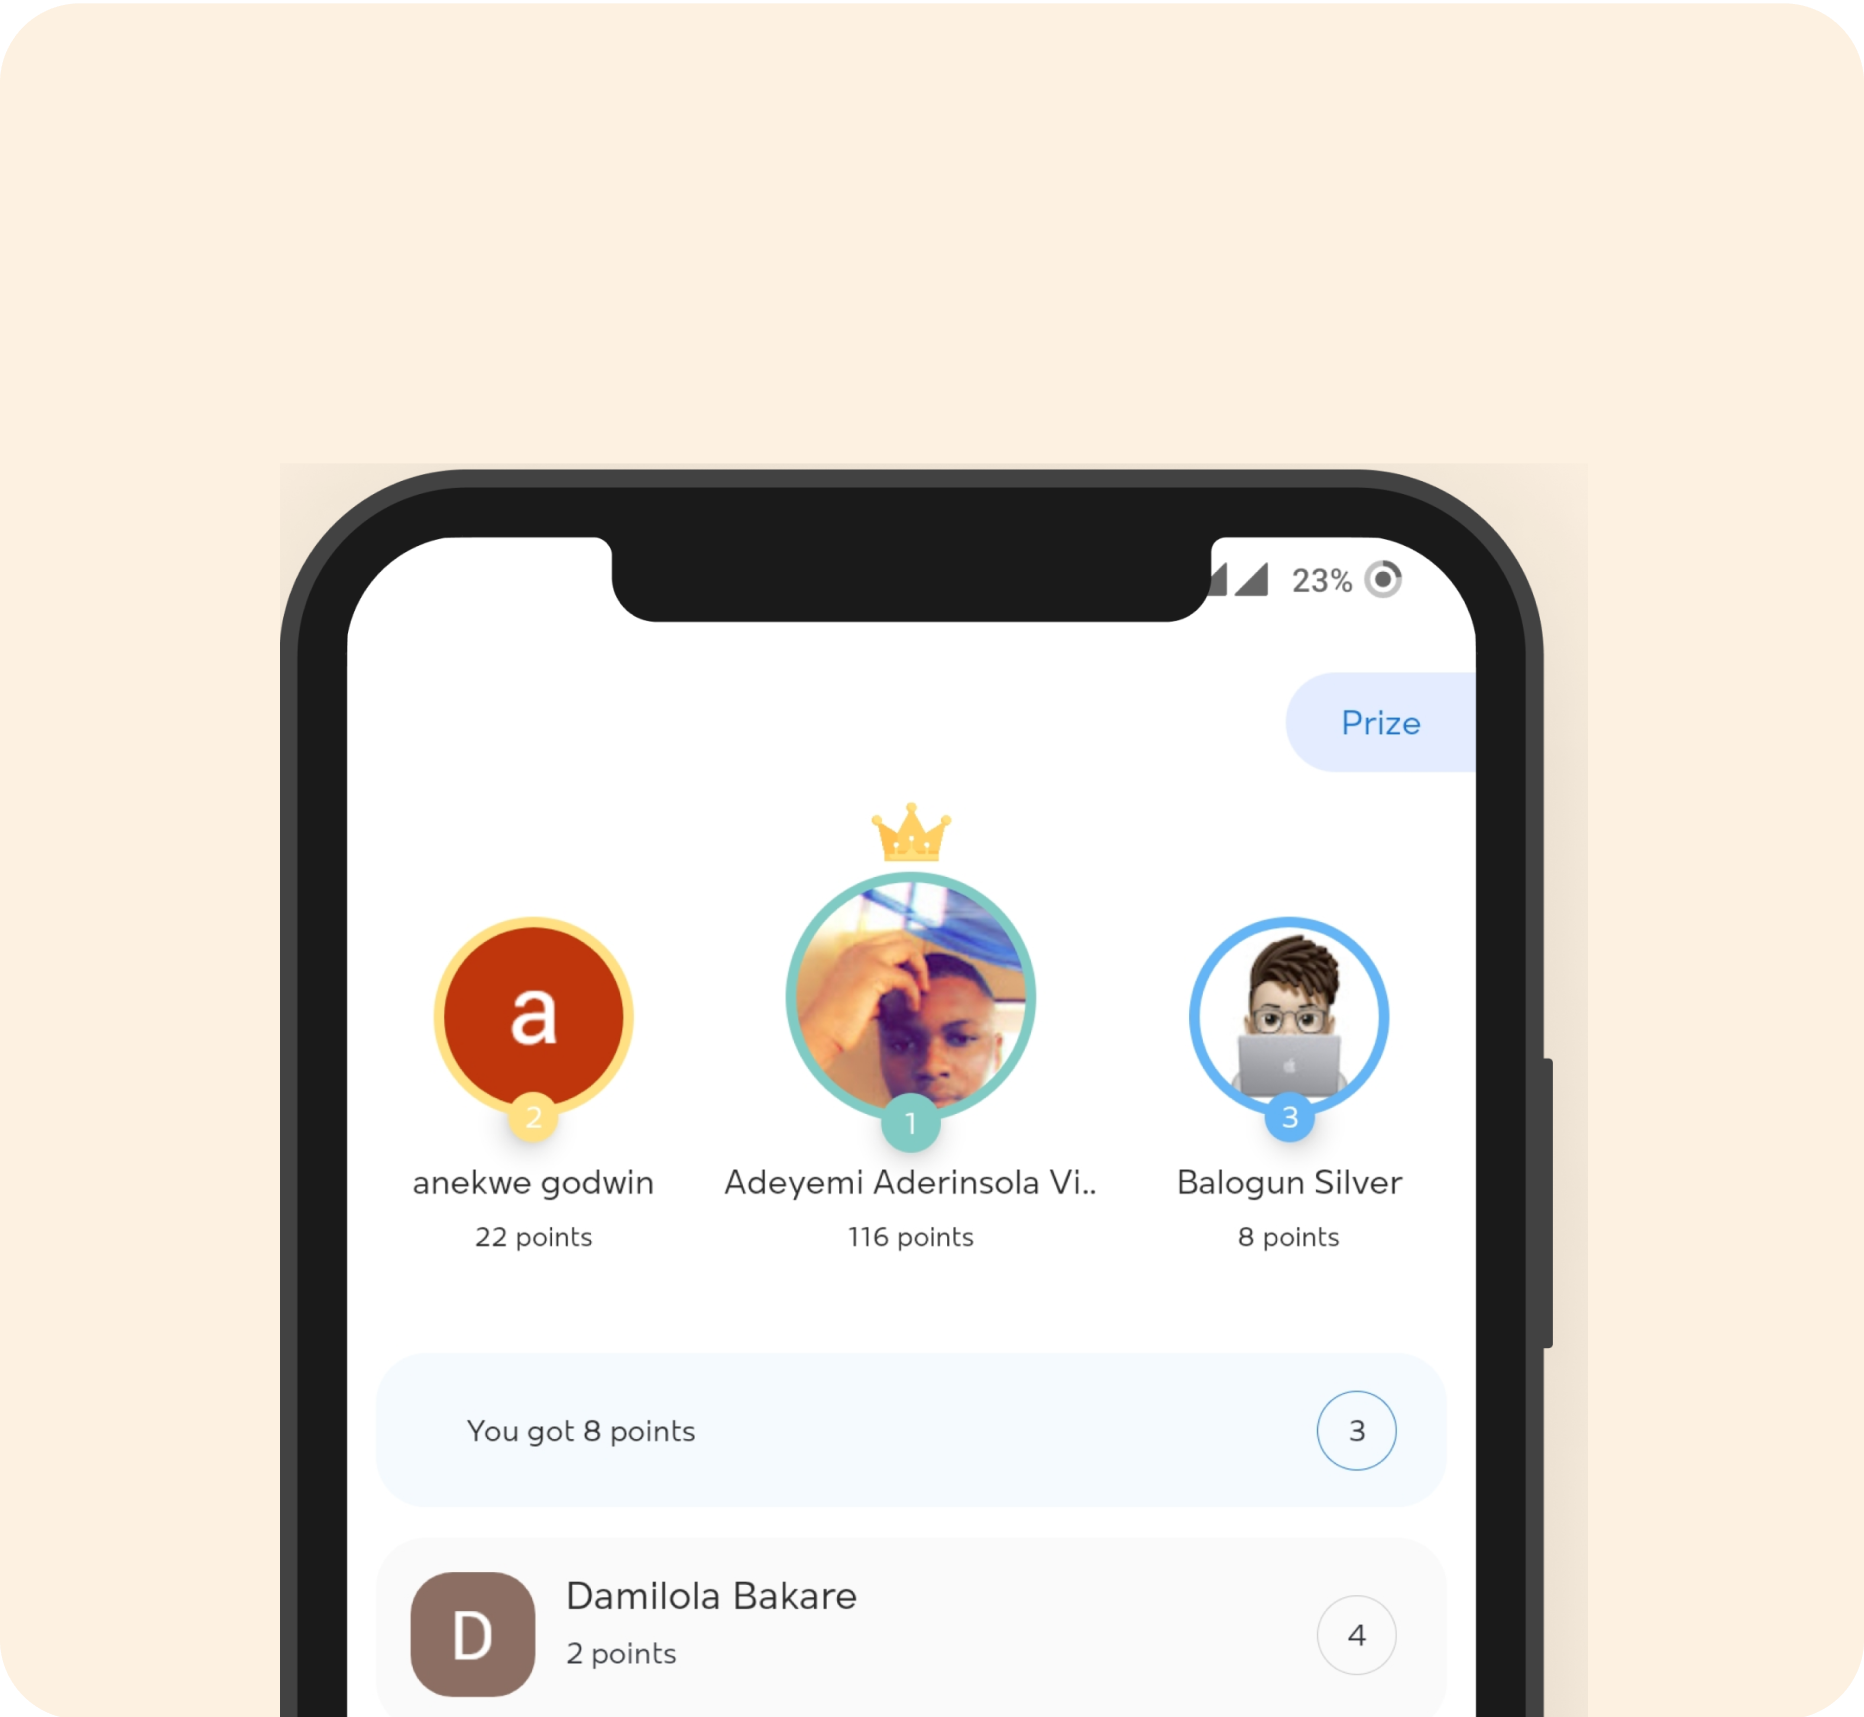 23%
Prize
a
2
1
3
anekwe godwin
Adeyemi Aderinsola Vi..
Balogun Silver
22 points
116 points
8 points
You got 8 points
3
D
Damilola Bakare
2 points
4